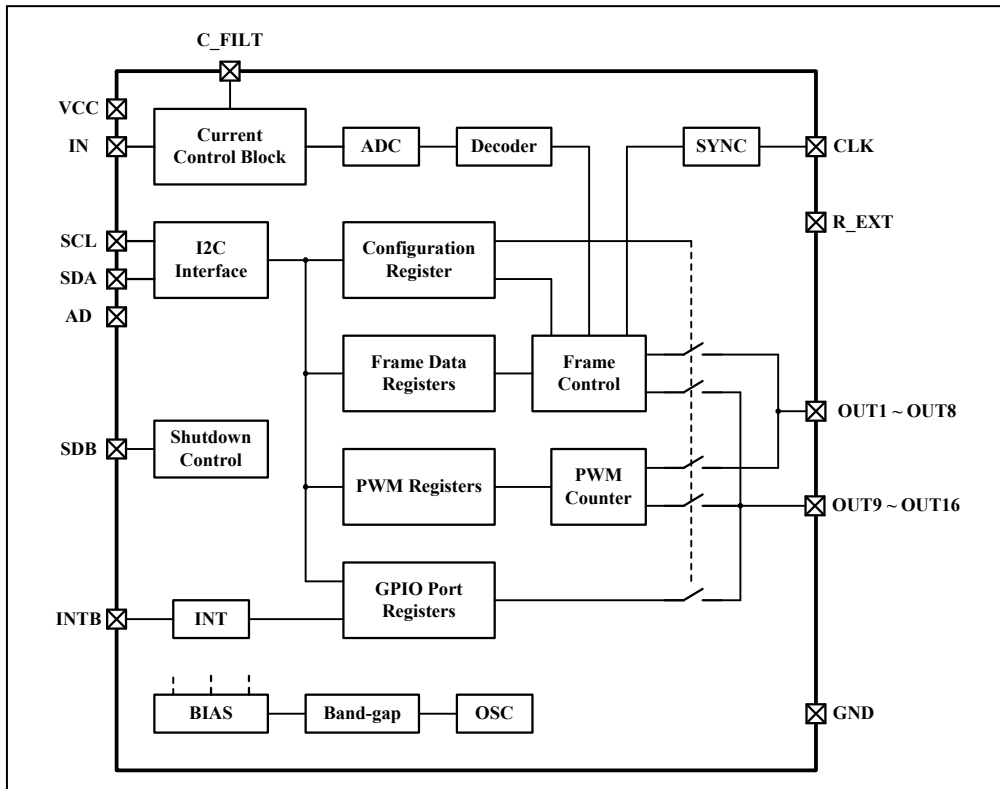 C_FILT
VCC
IN
Current
Control Block
ADC
Decoder
SYNC
CLK
R_EXT
SCL
SDA
AD
I2C
Interface
Configuration
Register
Frame Data
Registers
Frame
Control
OUT1 ~ OUT8
SDB
Shutdown
Control
PWM Registers
PWM
Counter
OUT9 ~ OUT16
GPIO Port
Registers
INTB
INT
BIAS
Band-gap
OSC
GND